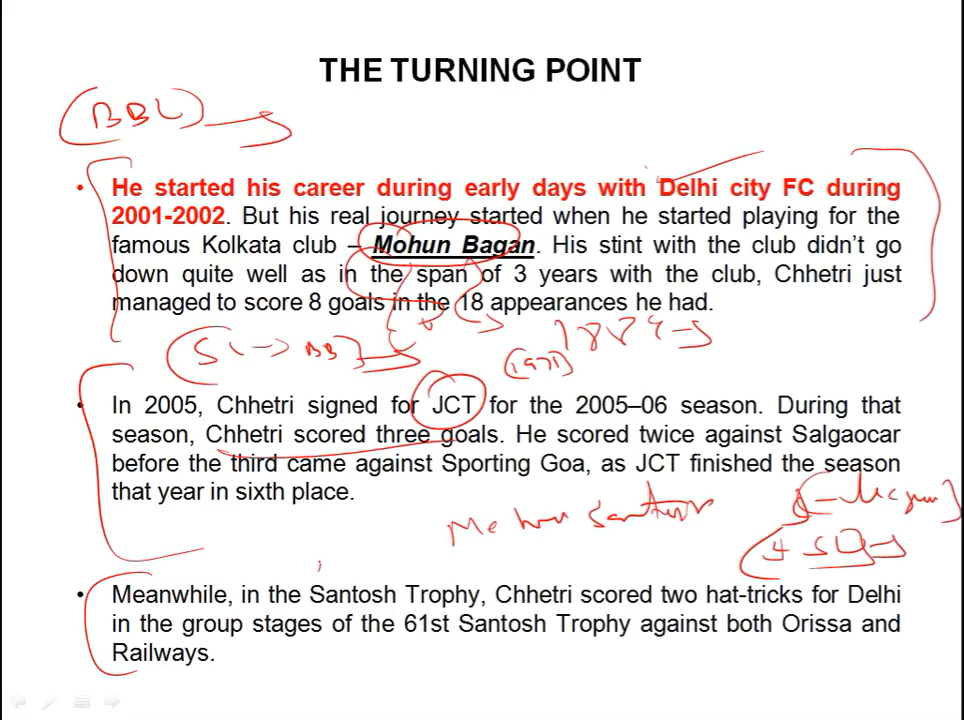 THE TURNING POINT
(BBL)
• He started his career during early days with Delhi city FC during
2001-2002. But his real journey started when he started playing for the
famous Kolkata club – Mohun Bagan. His stint with the club didn't go
down quite well as in the span of 3 years with the club, Chhetri just
managed to score 8 goals in the 18 appearances he had.
• In 2005, Chhetri signed for JCT for the 2005–06 season. During that
season, Chhetri scored three goals. He scored twice against Salgaocar
before the third came against Sporting Goa, as JCT finished the season
that year in sixth place.
• Meanwhile, in the Santosh Trophy, Chhetri scored two hat-tricks for Delhi
in the group stages of the 61st Santosh Trophy against both Orissa and
Railways.